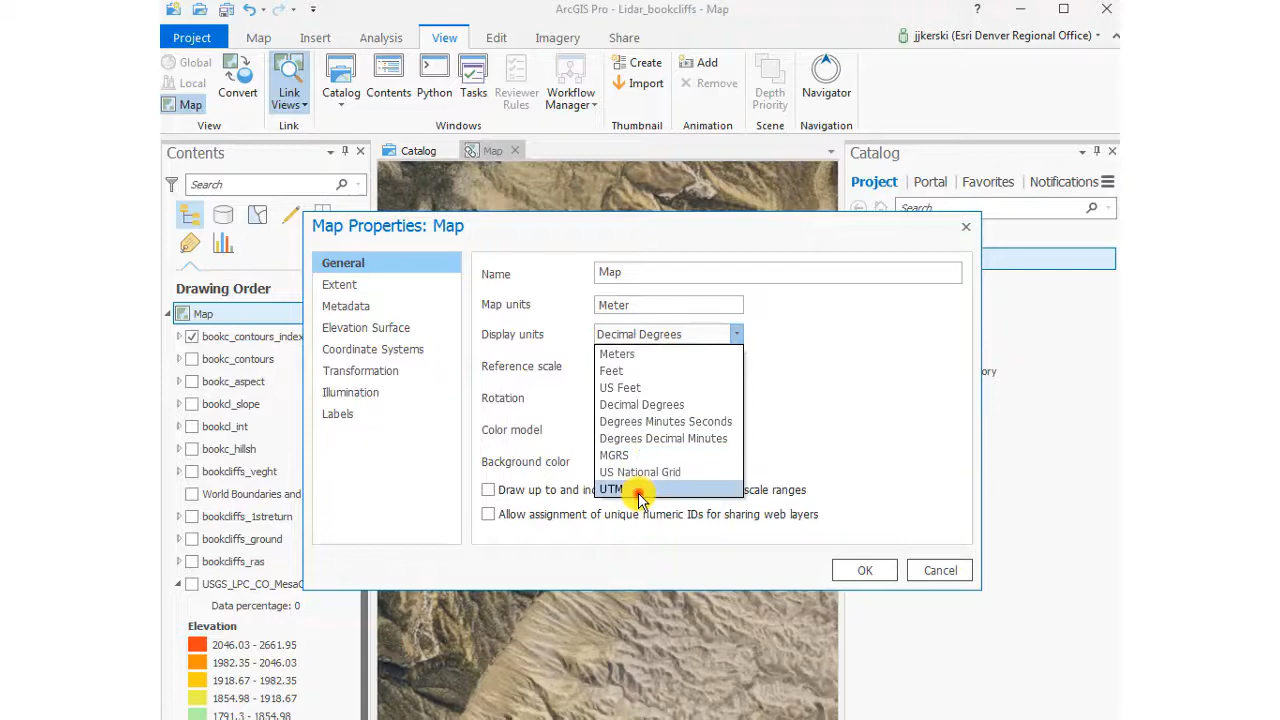 ArcGIS Pro - Lidar_bookcliffs - Map
?
Project Map Insert Analysis View Edit Imagery Share
jjkerski (Esri Denver Regional Office)
Global
Local
Map
Convert
Link Views
Catalog
Contents
Python
Tasks
Reviewer Rules
Workflow Manager
Create
Import
Add
Remove
Depth Priority
Navigator
View Link Windows Thumbnail Animation Scene Navigation
Contents
Search
Drawing Order
Map
bookc_contours_index
bookc_contours
bookc_aspect
bookcl_slope
bookcl_int
bookc_hillsh
bookcliffs_veght
World Boundaries and
bookcliffs_1streturn
bookcliffs_ground
bookcliffs_ras
USGS_LPC_CO_MesaC
Data percentage: 0
Elevation
2046.03 - 2661.95
1982.35 - 2046.03
1918.67 - 1982.35
1854.98 - 1918.67
1791.3 - 1854.98
Catalog Map
Catalog
Project Portal Favorites Notifications
Search
ory
Map Properties: Map
General
Extent
Metadata
Elevation Surface
Coordinate Systems
Transformation
Illumination
Labels
Name Map
Map units Meter
Display units Decimal Degrees
Reference scale
Rotation
Color model
Background color
Meters
Feet
US Feet
Decimal Degrees
Degrees Minutes Seconds
Degrees Decimal Minutes
MGRS
US National Grid
UTM
Draw up to and in scale ranges
Allow assignment of unique numeric IDs for sharing web layers
OK Cancel